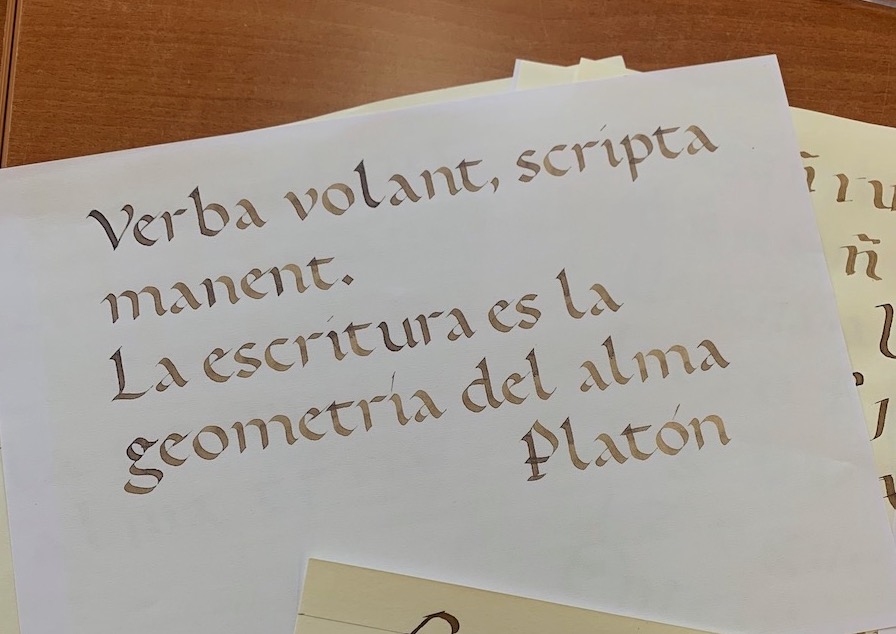 Verba volant, scripta
manent.
La escritura es la
geometría del alma
Platón
ñ r u
ñ